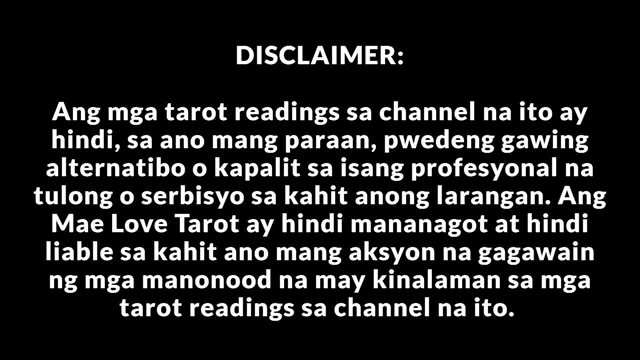 DISCLAIMER:
Ang mga tarot readings sa channel na ito ay
hindi, sa ano mang paraan, pwedeng gawing
alternatibo o kapalit sa isang profesyonal na
tulong o serbisyo sa kahit anong larangan. Ang
Mae Love Tarot ay hindi mananagot at hindi
liable sa kahit ano mang aksyon na gagawain
ng mga manonood na may kinalaman sa mga
tarot readings sa channel na ito.